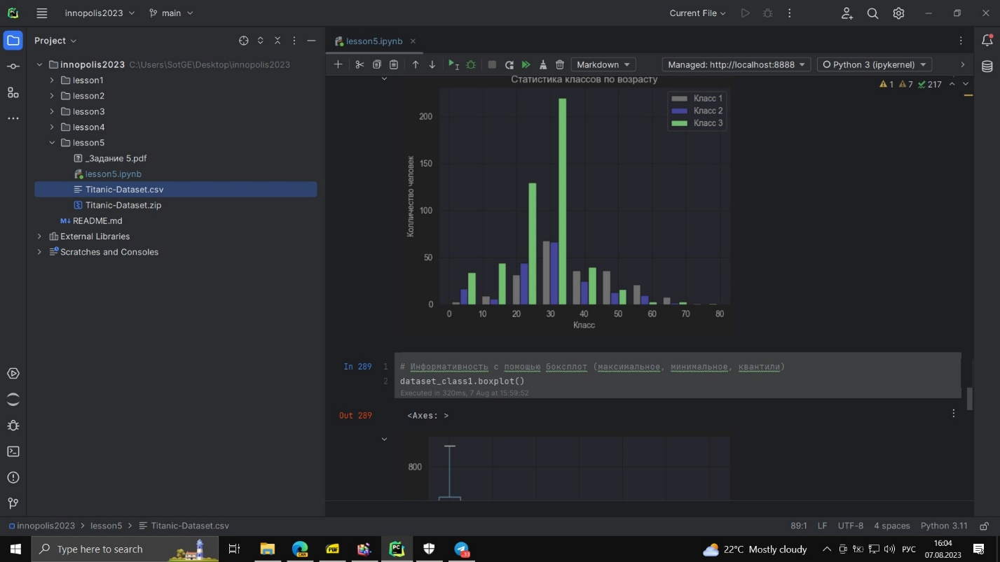 innopolis2023
main
Current File
Project
lesson5.ipynb
innopolis2023 C:\Users\SotGE\Desktop\innopolis2023
lesson1
lesson2
lesson3
lesson4
lesson5
_Задание 5.pdf
lesson5.ipynb
Titanic-Dataset.csv
Titanic-Dataset.zip
README.md
External Libraries
Scratches and Consoles
Markdown
Managed: http://localhost:8888
Python 3 (ipykernel)
1 7 217
Статистика классов по возрасту
Класс 1
Класс 2
Класс 3
200
150
100
50
0
Колличество человек
0 10 20 30 40 50 60 70 80
Класс
In 289
1 # Информативность с помощью боксплот (максимальное, минимальное, квантили)
2 dataset_class1.boxplot()
Executed in 320ms, 7 Aug at 15:59:52
Out 289
<Axes: >
800
innopolis2023 > lesson5 > Titanic-Dataset.csv
89:1 LF UTF-8 4 spaces Python 3.11
Type here to search
CAN
PDF
PC
33
22°C Mostly cloudy
РУС
16:04
07.08.2023